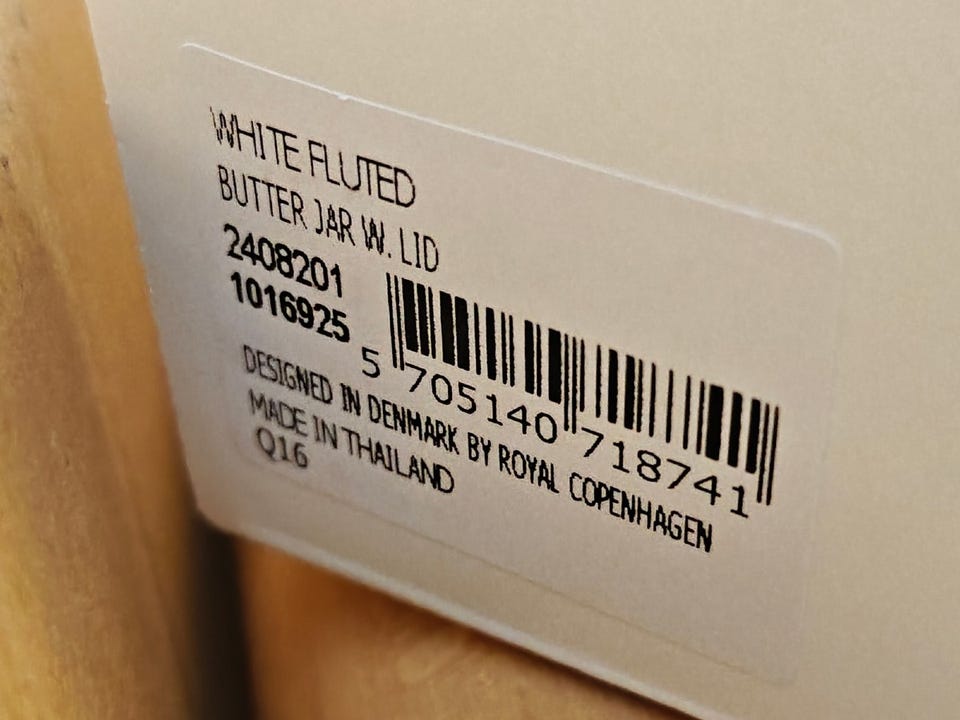 WHITE FLUTED
BUTTER JAR W. LID
2408201
1016925
5 705140 718741
DESIGNED IN DENMARK BY ROYAL COPENHAGEN
MADE IN THAILAND
Q16